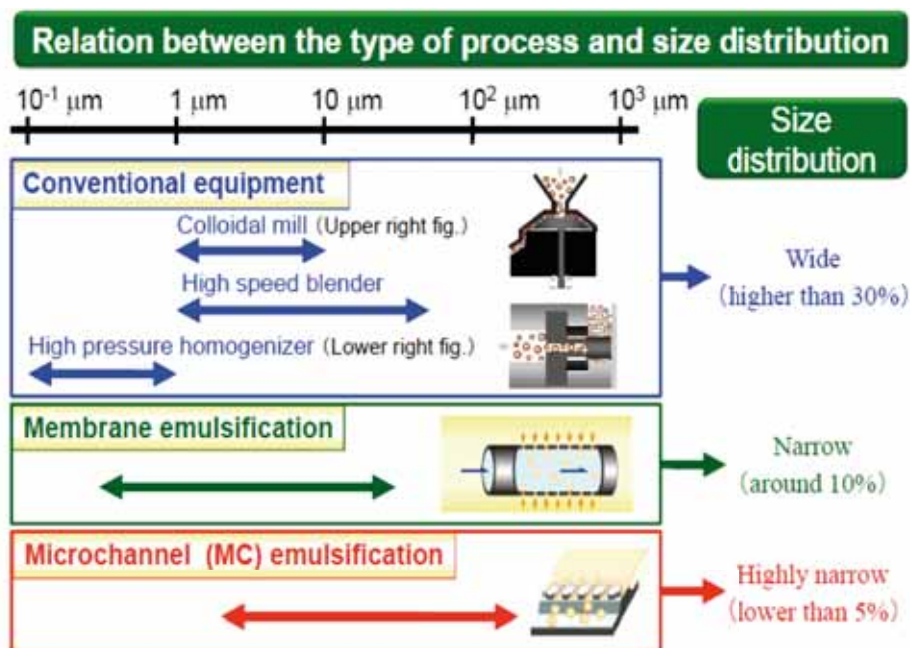 Relation between the type of process and size distribution
10⁻¹ μm 1 μm 10 μm 10² μm 10³ μm
Size
distribution
Conventional equipment
Colloidal mill (Upper right fig.)
High speed blender
High pressure homogenizer (Lower right fig.)
Wide
(higher than 30%)
Membrane emulsification
Narrow
(around 10%)
Microchannel (MC) emulsification
Highly narrow
(lower than 5%)